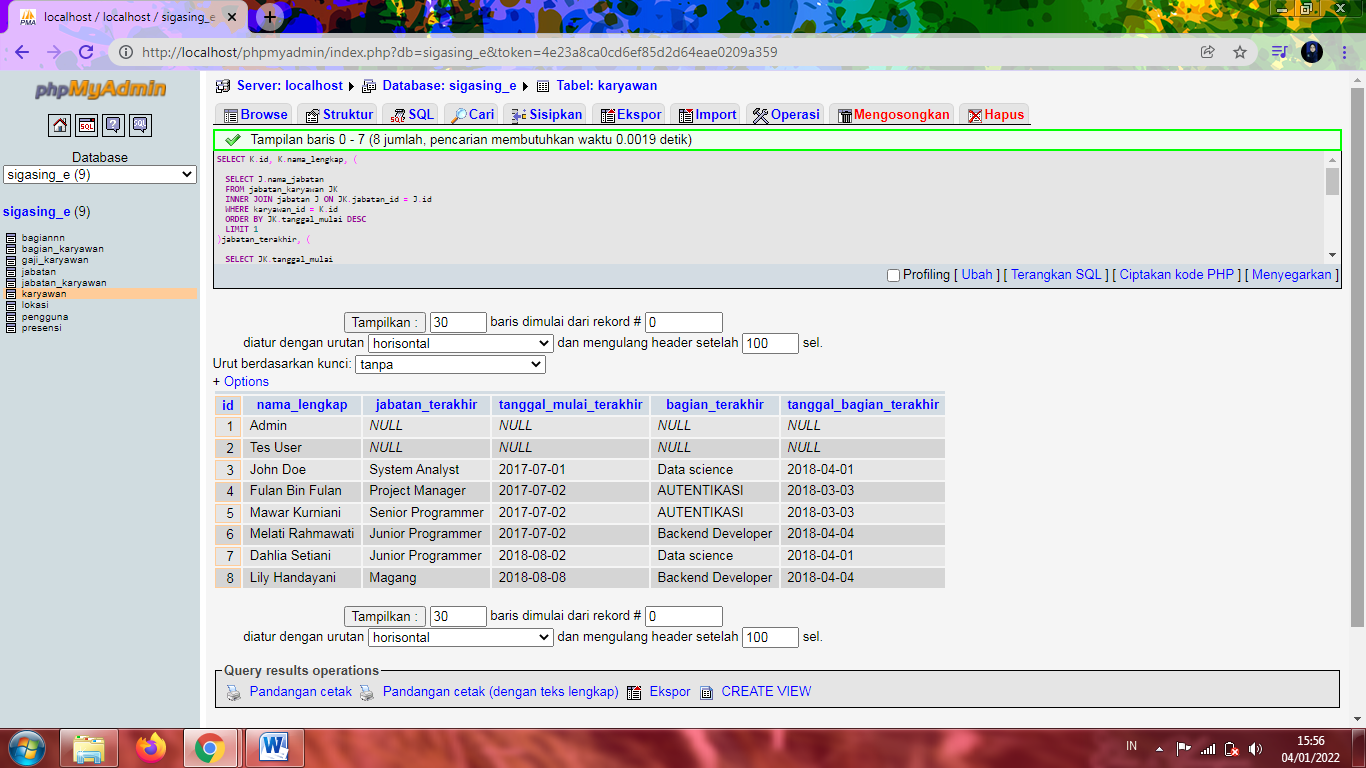 localhost / localhost / sigasing_e
http://localhost/phpmyadmin/index.php?db=sigasing_e&token=4e23a8ca0cd6ef85d2d64eae0209a359
phpMyAdmin
Database
sigasing_e (9)
sigasing_e (9)
bagiannn
bagian_karyawan
gaji_karyawan
jabatan
jabatan_karyawan
karyawan
lokasi
pengguna
presensi
Server: localhost Database: sigasing_e Tabel: karyawan
Browse Struktur SQL Cari Sisipkan Ekspor Import Operasi Mengosongkan Hapus
Tampilan baris 0 - 7 (8 jumlah, pencarian membutuhkan waktu 0.0019 detik)
SELECT K.id, K.nama_lengkap, (
SELECT J.nama_jabatan
FROM jabatan_karyawan JK
INNER JOIN jabatan J ON JK.jabatan_id = J.id
WHERE karyawan_id = K.id
ORDER BY JK.tanggal_mulai DESC
LIMIT 1
)jabatan_terakhir, (
SELECT JK.tanggal_mulai
Profiling [ Ubah ] [ Terangkan SQL ] [ Ciptakan kode PHP ] [ Menyegarkan ]
Tampilkan : 30 baris dimulai dari rekord # 0
diatur dengan urutan horisontal dan mengulang header setelah 100 sel.
Urut berdasarkan kunci: tanpa
+ Options
id nama_lengkap jabatan_terakhir tanggal_mulai_terakhir bagian_terakhir tanggal_bagian_terakhir
1 Admin NULL NULL NULL NULL
2 Tes User NULL NULL NULL NULL
3 John Doe System Analyst 2017-07-01 Data science 2018-04-01
4 Fulan Bin Fulan Project Manager 2017-07-02 AUTENTIKASI 2018-03-03
5 Mawar Kurniani Senior Programmer 2017-07-02 AUTENTIKASI 2018-03-03
6 Melati Rahmawati Junior Programmer 2017-07-02 Backend Developer 2018-04-04
7 Dahlia Setiani Junior Programmer 2018-08-02 Data science 2018-04-01
8 Lily Handayani Magang 2018-08-08 Backend Developer 2018-04-04
Tampilkan : 30 baris dimulai dari rekord # 0
diatur dengan urutan horisontal dan mengulang header setelah 100 sel.
Query results operations
Pandangan cetak Pandangan cetak (dengan teks lengkap) Ekspor CREATE VIEW
IN
15:56
04/01/2022